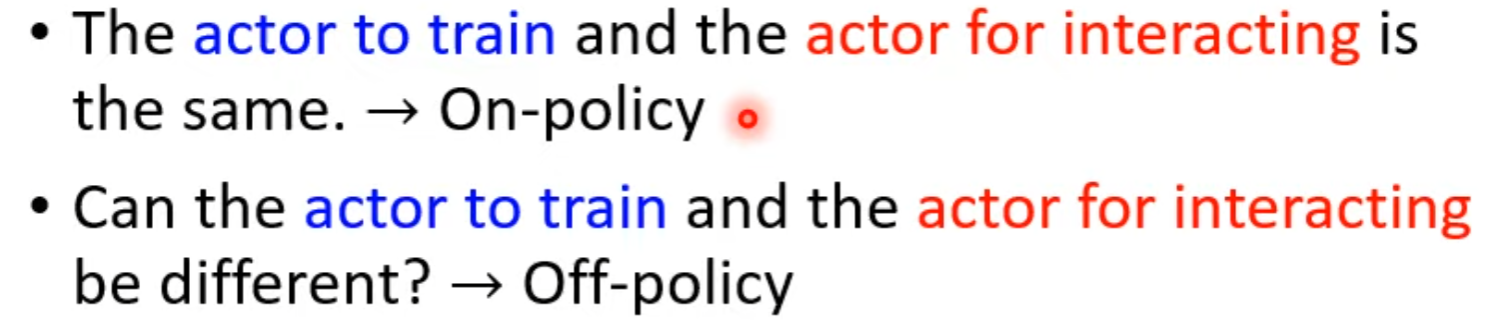 • The actor to train and the actor for interacting is
the same. → On-policy
• Can the actor to train and the actor for interacting
be different? → Off-policy